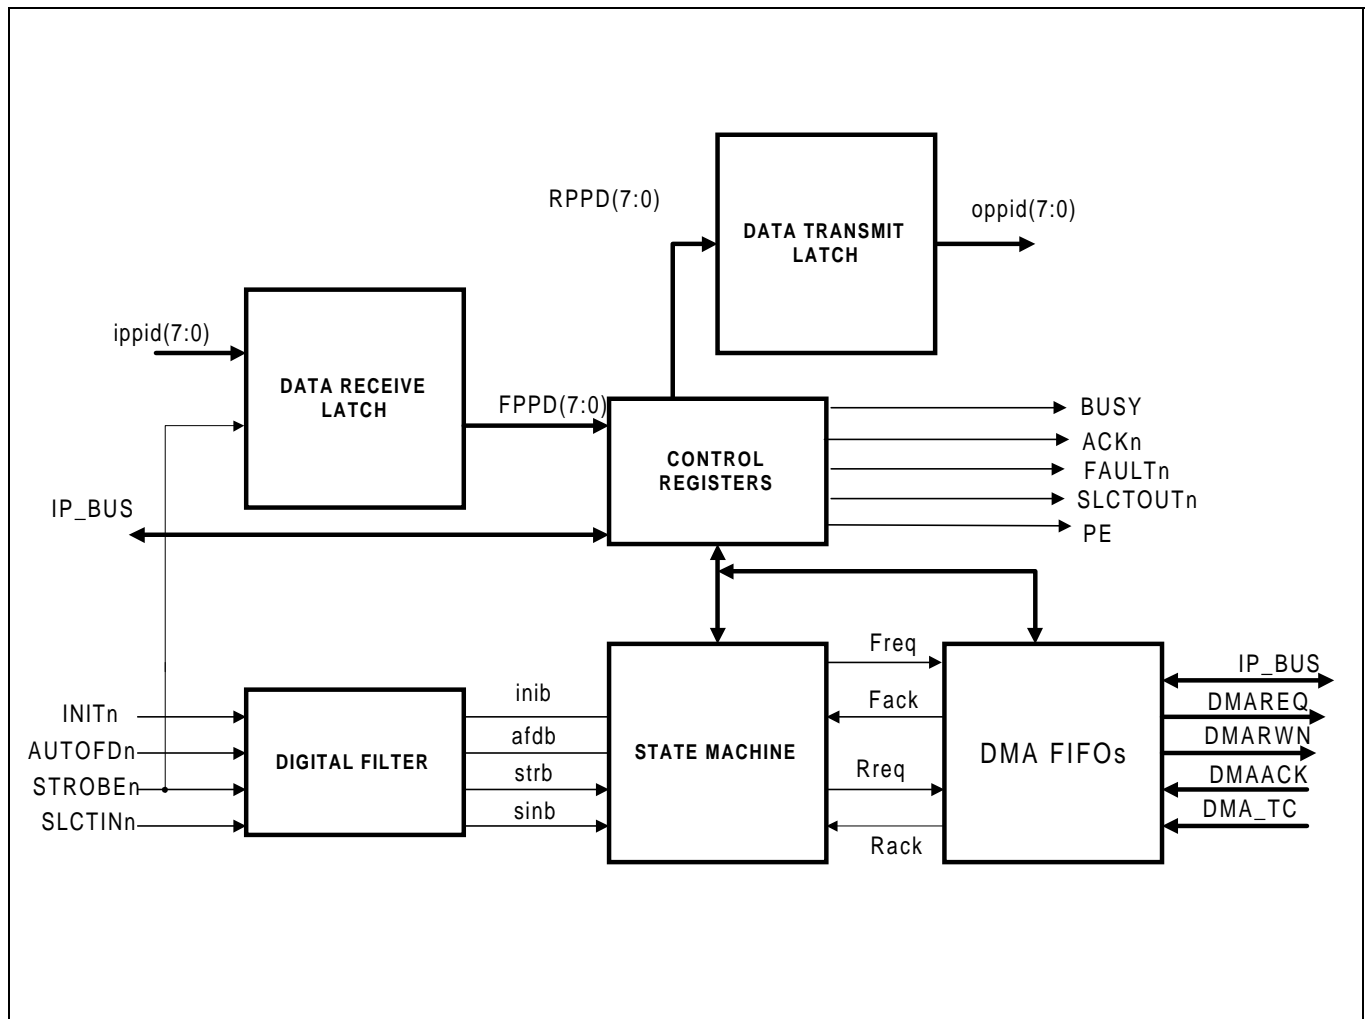 RPPD(7:0)
oppid(7:0)
DATA TRANSMIT
LATCH
ippid(7:0)
DATA RECEIVE
LATCH
FPPD(7:0)
CONTROL
REGISTERS
BUSY
ACKn
FAULTn
SLCTOUTn
PE
IP_BUS
INITn
AUTOFDn
STROBEn
SLCTINn
DIGITAL FILTER
inib
afdb
strb
sinb
STATE MACHINE
Freq
Fack
Rreq
Rack
DMA FIFOs
IP_BUS
DMAREQ
DMARWN
DMAACK
DMA_TC